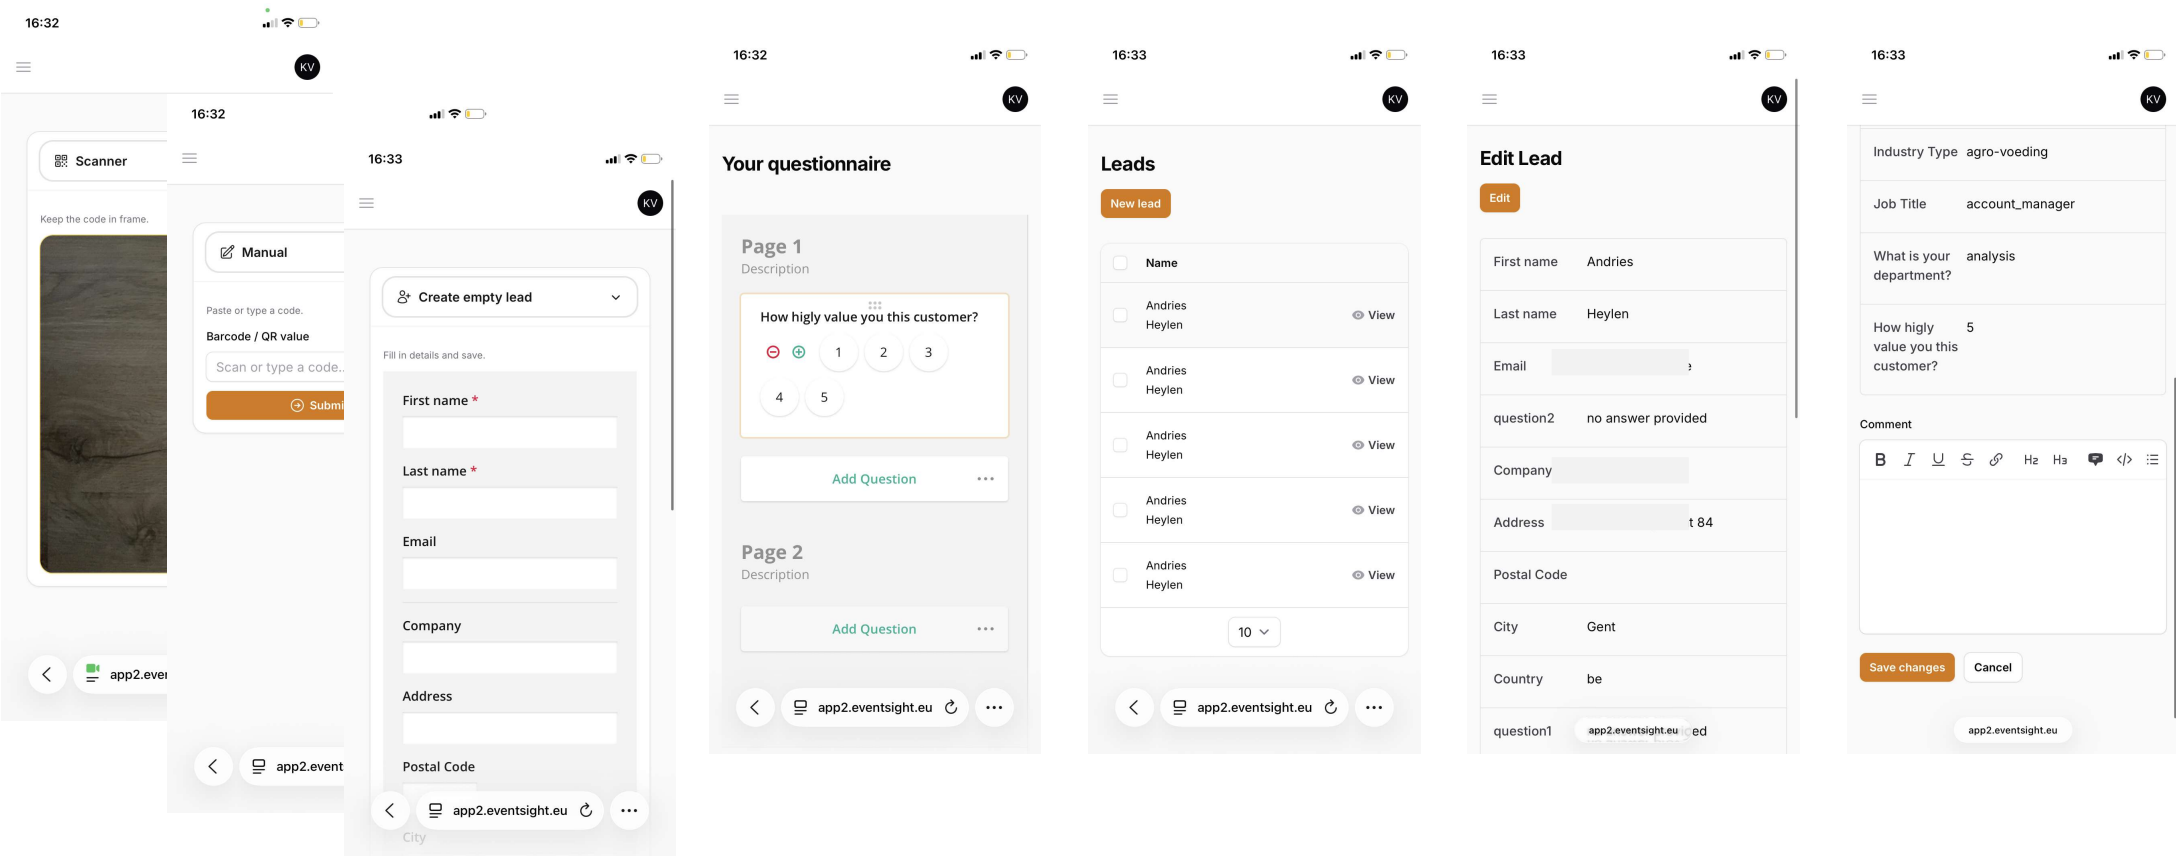 16:32
KV
Scanner
Keep the code in frame.
app2.even
16:32
Manual
Paste or type a code.
Barcode / QR value
Scan or type a code..
Submi
app2.event
16:33
KV
Create empty lead
Fill in details and save.
First name *
Last name *
Email
Company
Address
Postal Code
app2.eventsight.eu
City
16:32
KV
Your questionnaire
Page 1
Description
How higly value you this customer?
1 2 3
4 5
Add Question
Page 2
Description
Add Question
app2.eventsight.eu
16:33
KV
Leads
New lead
Name
Andries
Heylen
View
Andries
Heylen
View
Andries
Heylen
View
Andries
Heylen
View
Andries
Heylen
View
10
app2.eventsight.eu
16:33
KV
Edit Lead
Edit
First name Andries
Last name Heylen
Email
question2 no answer provided
Company
Address t 84
Postal Code
City Gent
Country be
question1 ed
app2.eventsight.eu
16:33
KV
Industry Type agro-voeding
Job Title account_manager
What is your analysis
department?
How higly 5
value you this
customer?
Comment
B I U S H2 H3 </>
Save changes Cancel
app2.eventsight.eu